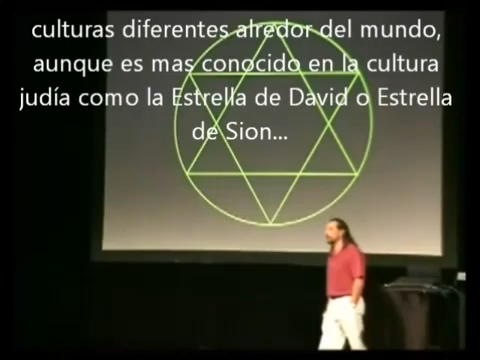 culturas diferentes alredor del mundo,
aunque es mas conocido en la cultura
judía como la Estrella de David o Estrella
de Sion...